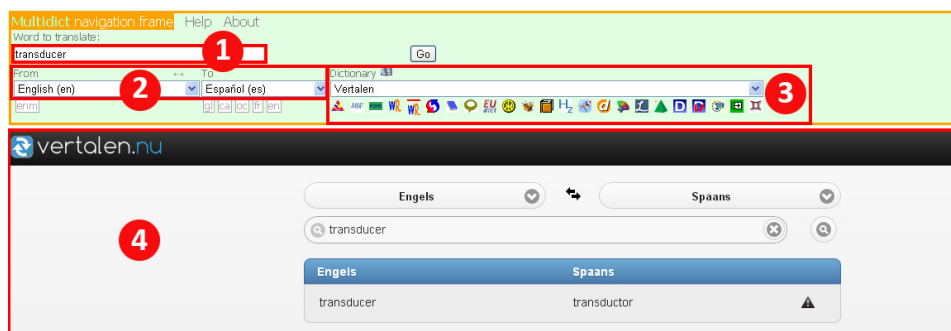 Multidict navigation frame Help About
Word to translate:
transducer 1 Go
From ↔ To Dictionary
English (en) 2 Español (es) Vertalen 3
enm gl ca oc fr en
vertalen.nu
Engels Spaans
4 transducer
Engels Spaans
transducer transductor